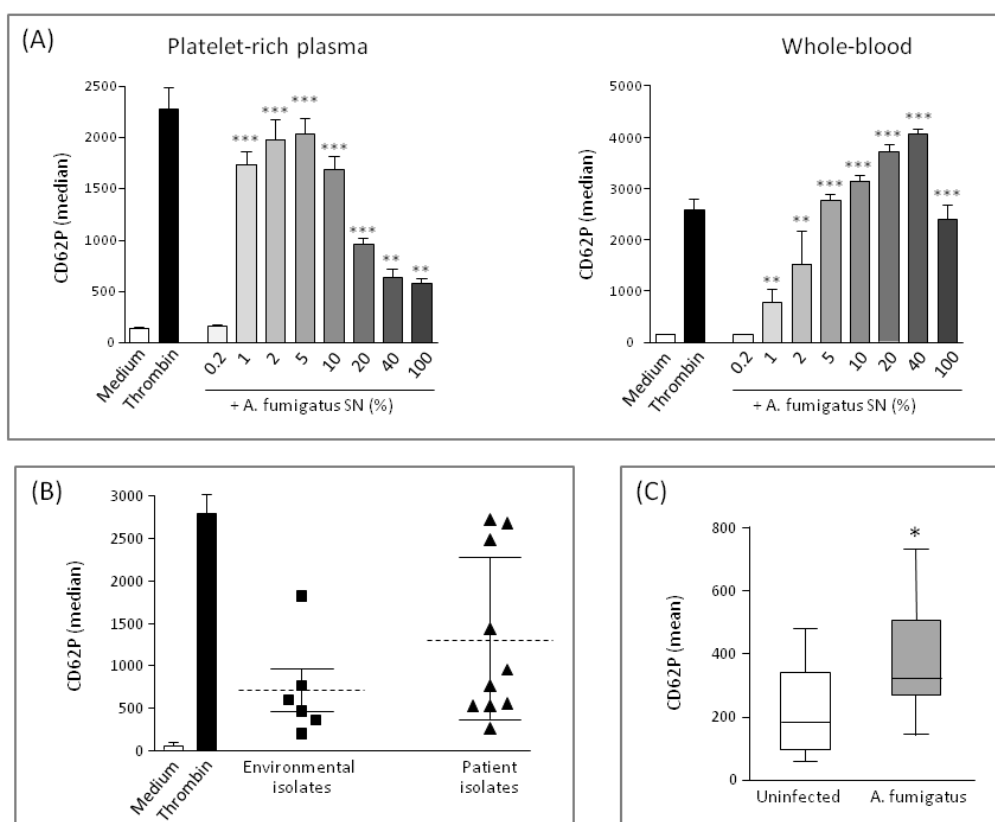 (A)
Platelet-rich plasma
CD62P (median)
2500
2000
1500
1000
500
0
***
***
***
***
***
**
**
Medium
Thrombin
0.2
1
2
5
10
20
40
100
+ A. fumigatus SN (%)
Whole-blood
CD62P (median)
5000
4000
3000
2000
1000
0
**
**
***
***
***
***
***
Medium
Thrombin
0.2
1
2
5
10
20
40
100
+ A. fumigatus SN (%)
(B)
CD62P (median)
3000
2500
2000
1500
1000
500
0
Medium
Thrombin
Environmental
isolates
Patient
isolates
(C)
CD62P (mean)
800
600
400
200
0
*
Uninfected
A. fumigatus